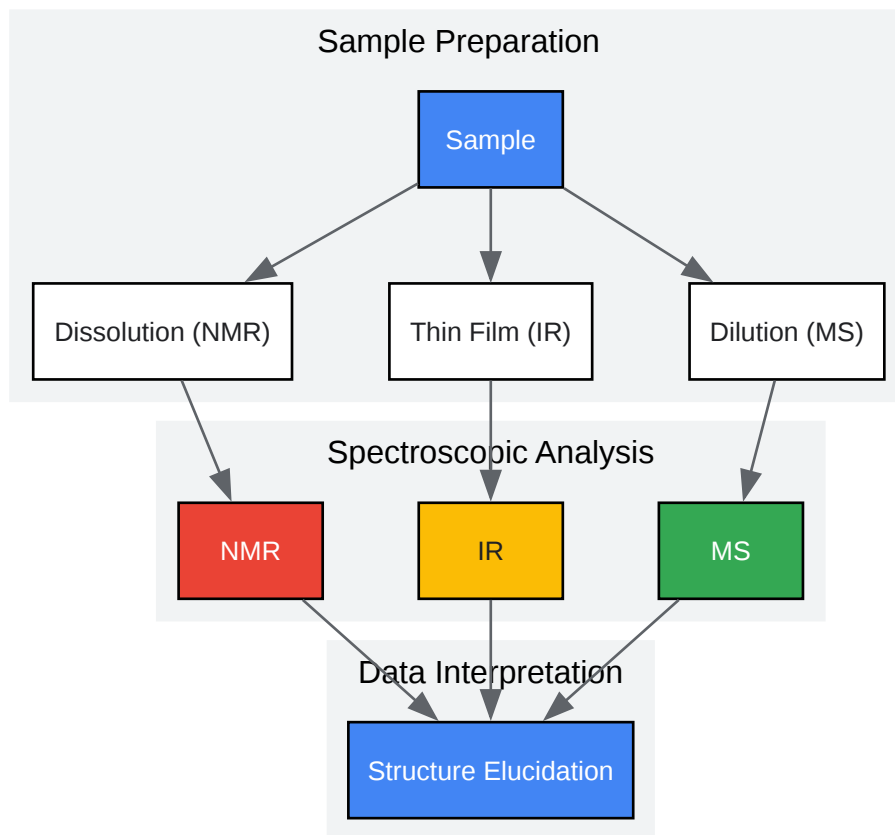 Sample Preparation
Sample
Dissolution (NMR)
Thin Film (IR)
Dilution (MS)
Spectroscopic Analysis
NMR
IR
MS
Data Interpretation
Structure Elucidation